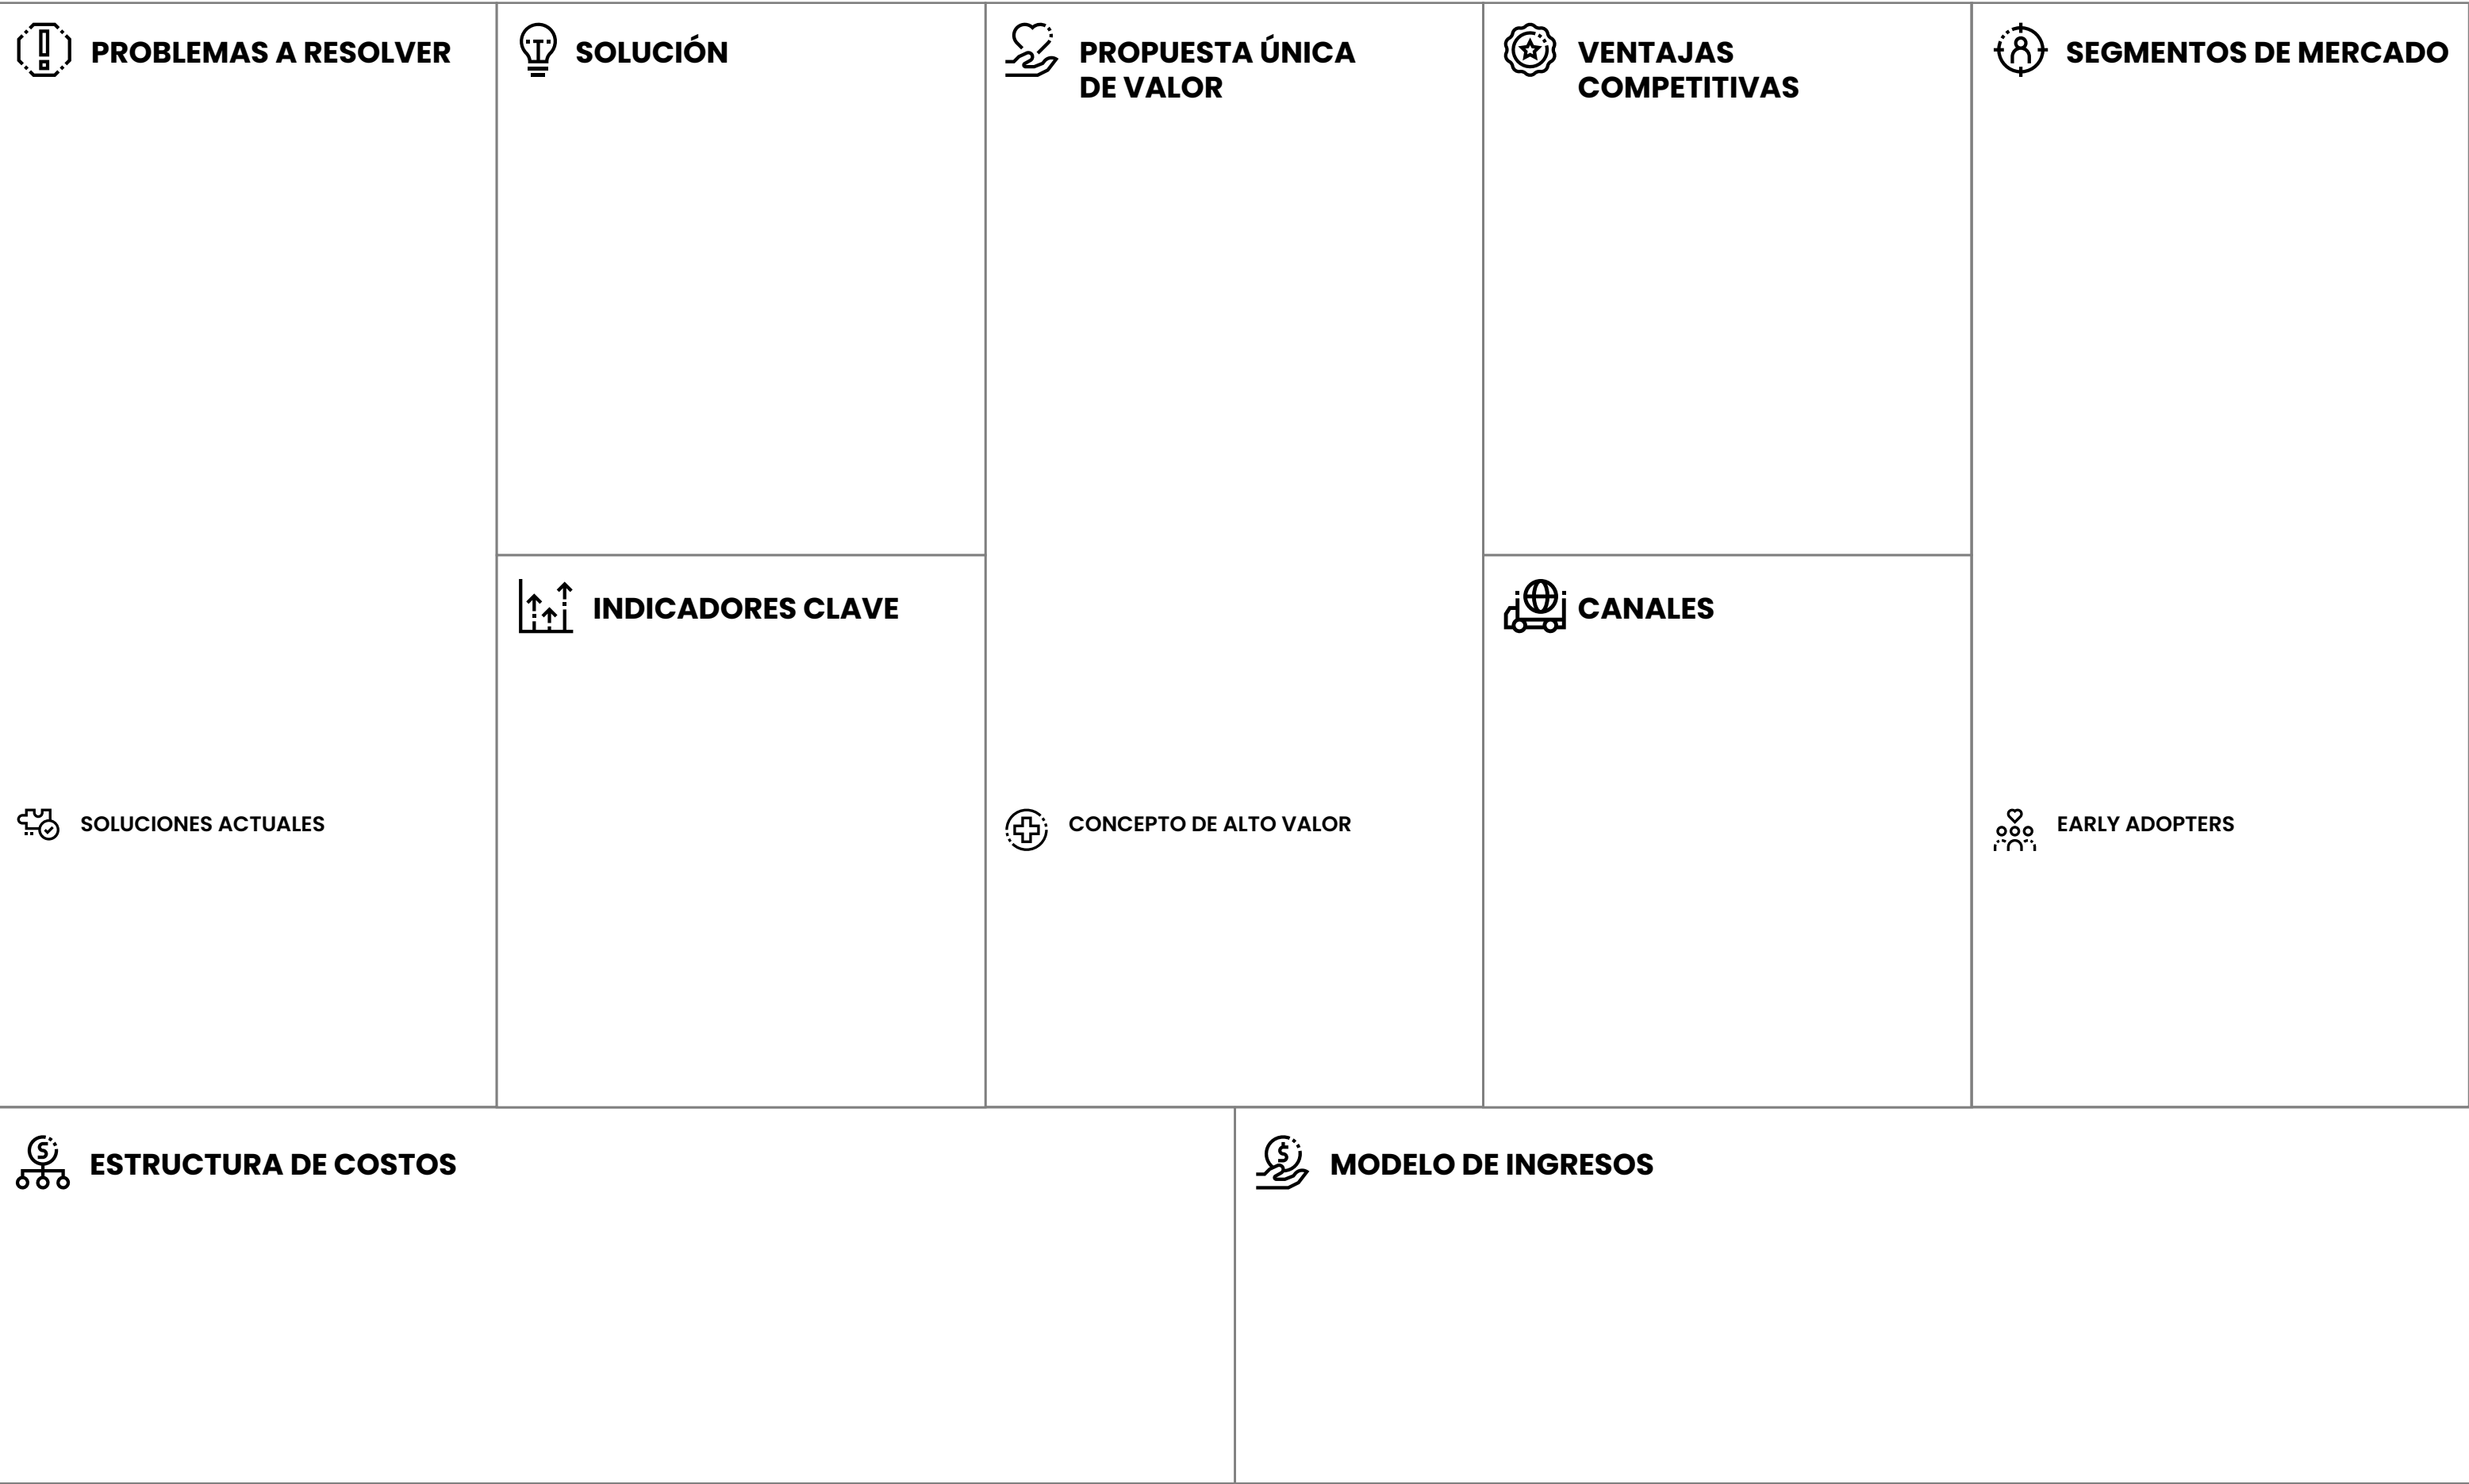 PROBLEMAS A RESOLVER
SOLUCIONES ACTUALES
SOLUCIÓN
INDICADORES CLAVE
PROPUESTA ÚNICA
DE VALOR
CONCEPTO DE ALTO VALOR
VENTAJAS
COMPETITIVAS
CANALES
SEGMENTOS DE MERCADO
EARLY ADOPTERS
ESTRUCTURA DE COSTOS
MODELO DE INGRESOS